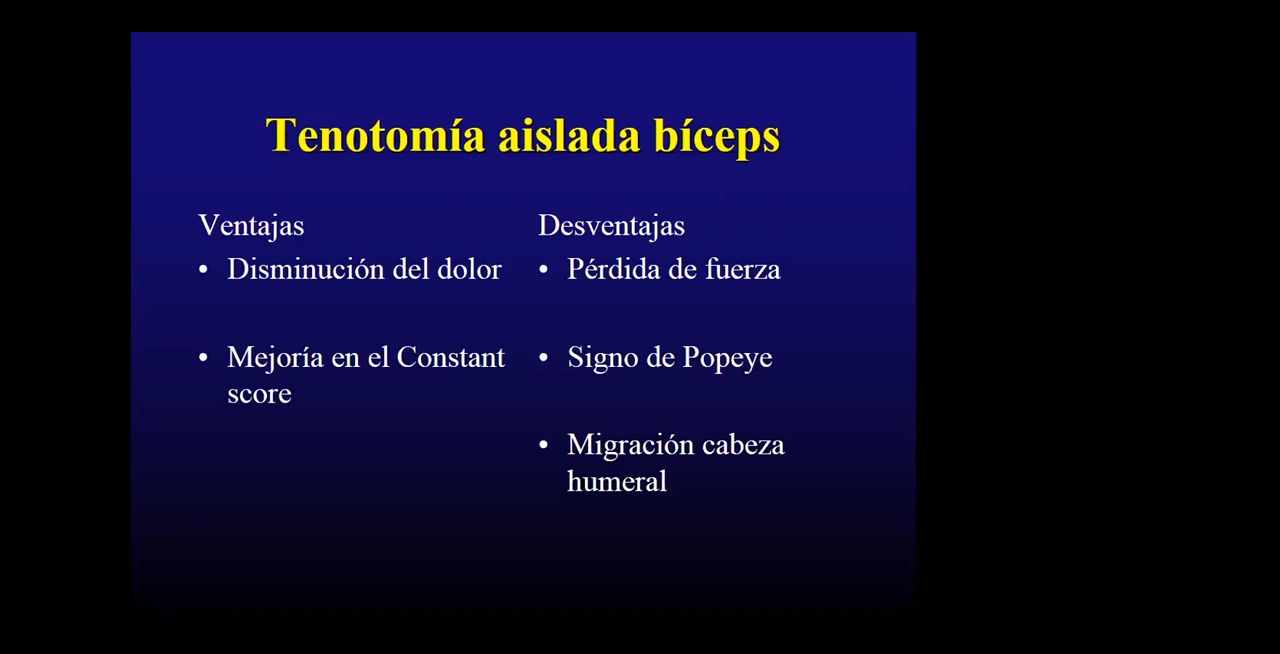 Tenotomía aislada bíceps
Ventajas
• Disminución del dolor
• Mejoría en el Constant
score
Desventajas
• Pérdida de fuerza
• Signo de Popeye
• Migración cabeza
humeral